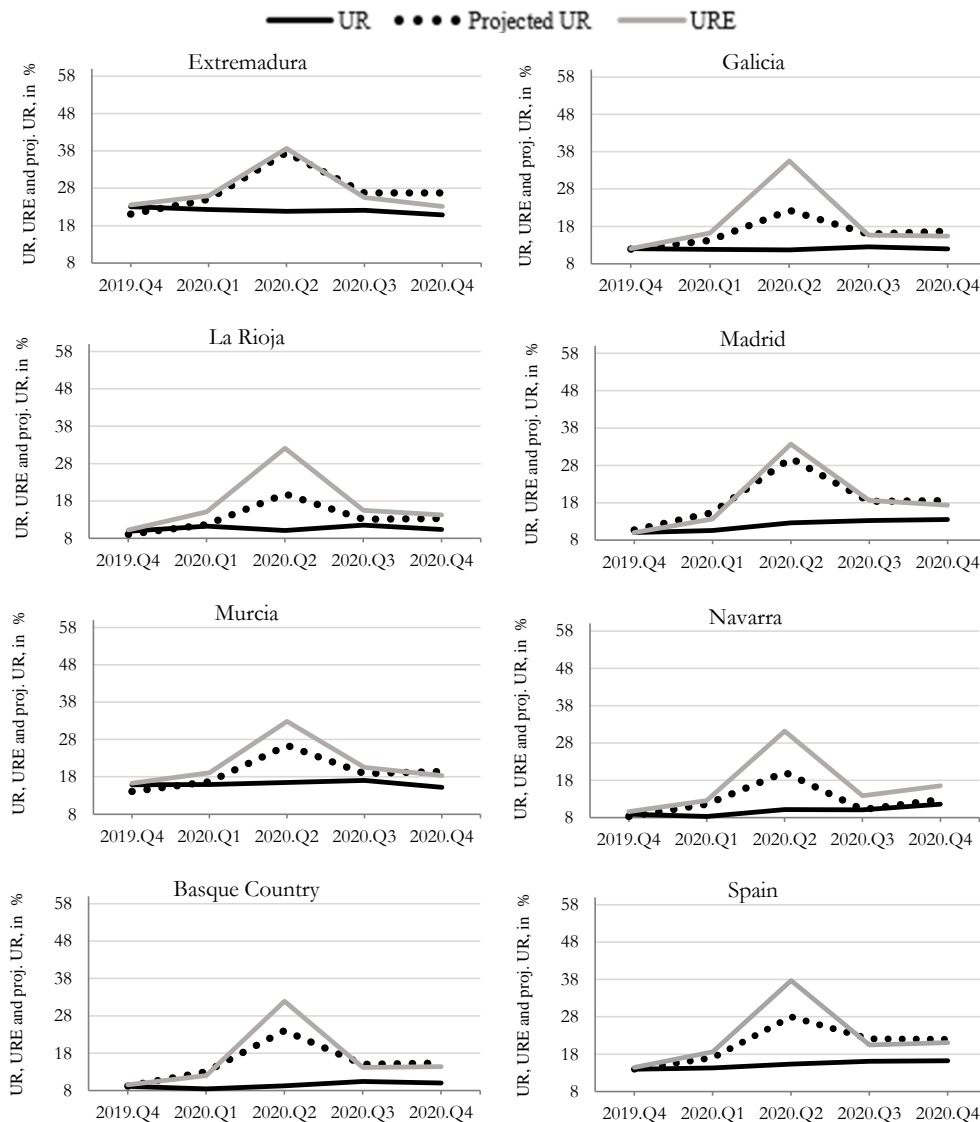 UR Projected UR URE
Extremadura
UR, URE and proj. UR, in %
58
48
38
28
18
8
2019.Q4 2020.Q1 2020.Q2 2020.Q3 2020.Q4
Galicia
UR, URE and proj. UR, in %
58
48
38
28
18
8
2019.Q4 2020.Q1 2020.Q2 2020.Q3 2020.Q4
La Rioja
UR, URE and proj. UR, in %
58
48
38
28
18
8
2019.Q4 2020.Q1 2020.Q2 2020.Q3 2020.Q4
Madrid
UR, URE and proj. UR, in %
58
48
38
28
18
8
2019.Q4 2020.Q1 2020.Q2 2020.Q3 2020.Q4
Murcia
UR, URE and proj. UR, in %
58
48
38
28
18
8
2019.Q4 2020.Q1 2020.Q2 2020.Q3 2020.Q4
Navarra
UR, URE and proj. UR, in %
58
48
38
28
18
8
2019.Q4 2020.Q1 2020.Q2 2020.Q3 2020.Q4
Basque Country
UR, URE and proj. UR, in %
58
48
38
28
18
8
2019.Q4 2020.Q1 2020.Q2 2020.Q3 2020.Q4
Spain
UR, URE and proj. UR, in %
58
48
38
28
18
8
2019.Q4 2020.Q1 2020.Q2 2020.Q3 2020.Q4